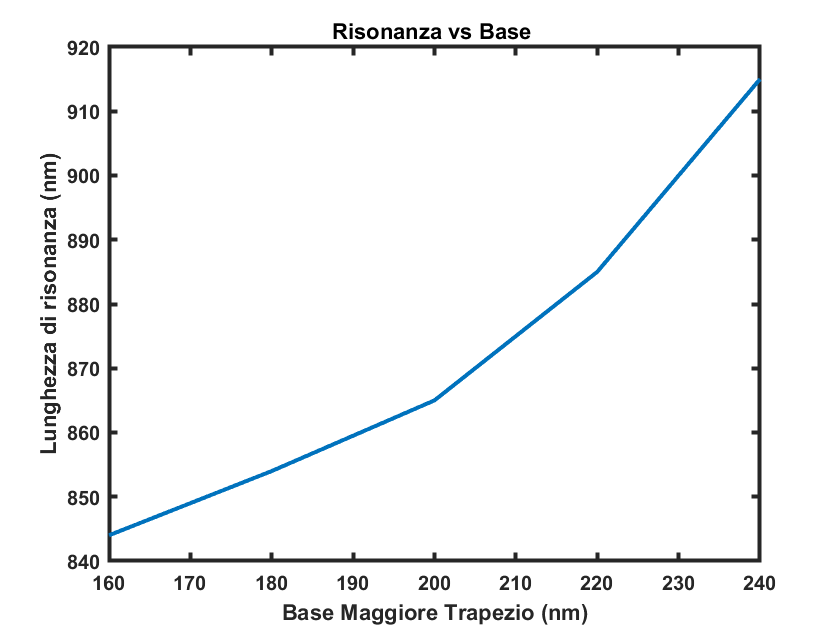 Risonanza vs Base
920
910
900
890
880
870
860
850
840
Lunghezza di risonanza (nm)
160 170 180 190 200 210 220 230 240
Base Maggiore Trapezio (nm)